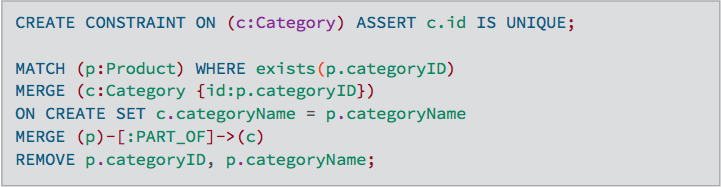 CREATE CONSTRAINT ON (c:Category) ASSERT c.id IS UNIQUE;
MATCH (p:Product) WHERE exists(p.categoryID)
MERGE (c:Category {id:p.categoryID})
ON CREATE SET c.categoryName = p.categoryName
MERGE (p)-[:PART_OF]->(c)
REMOVE p.categoryID, p.categoryName;